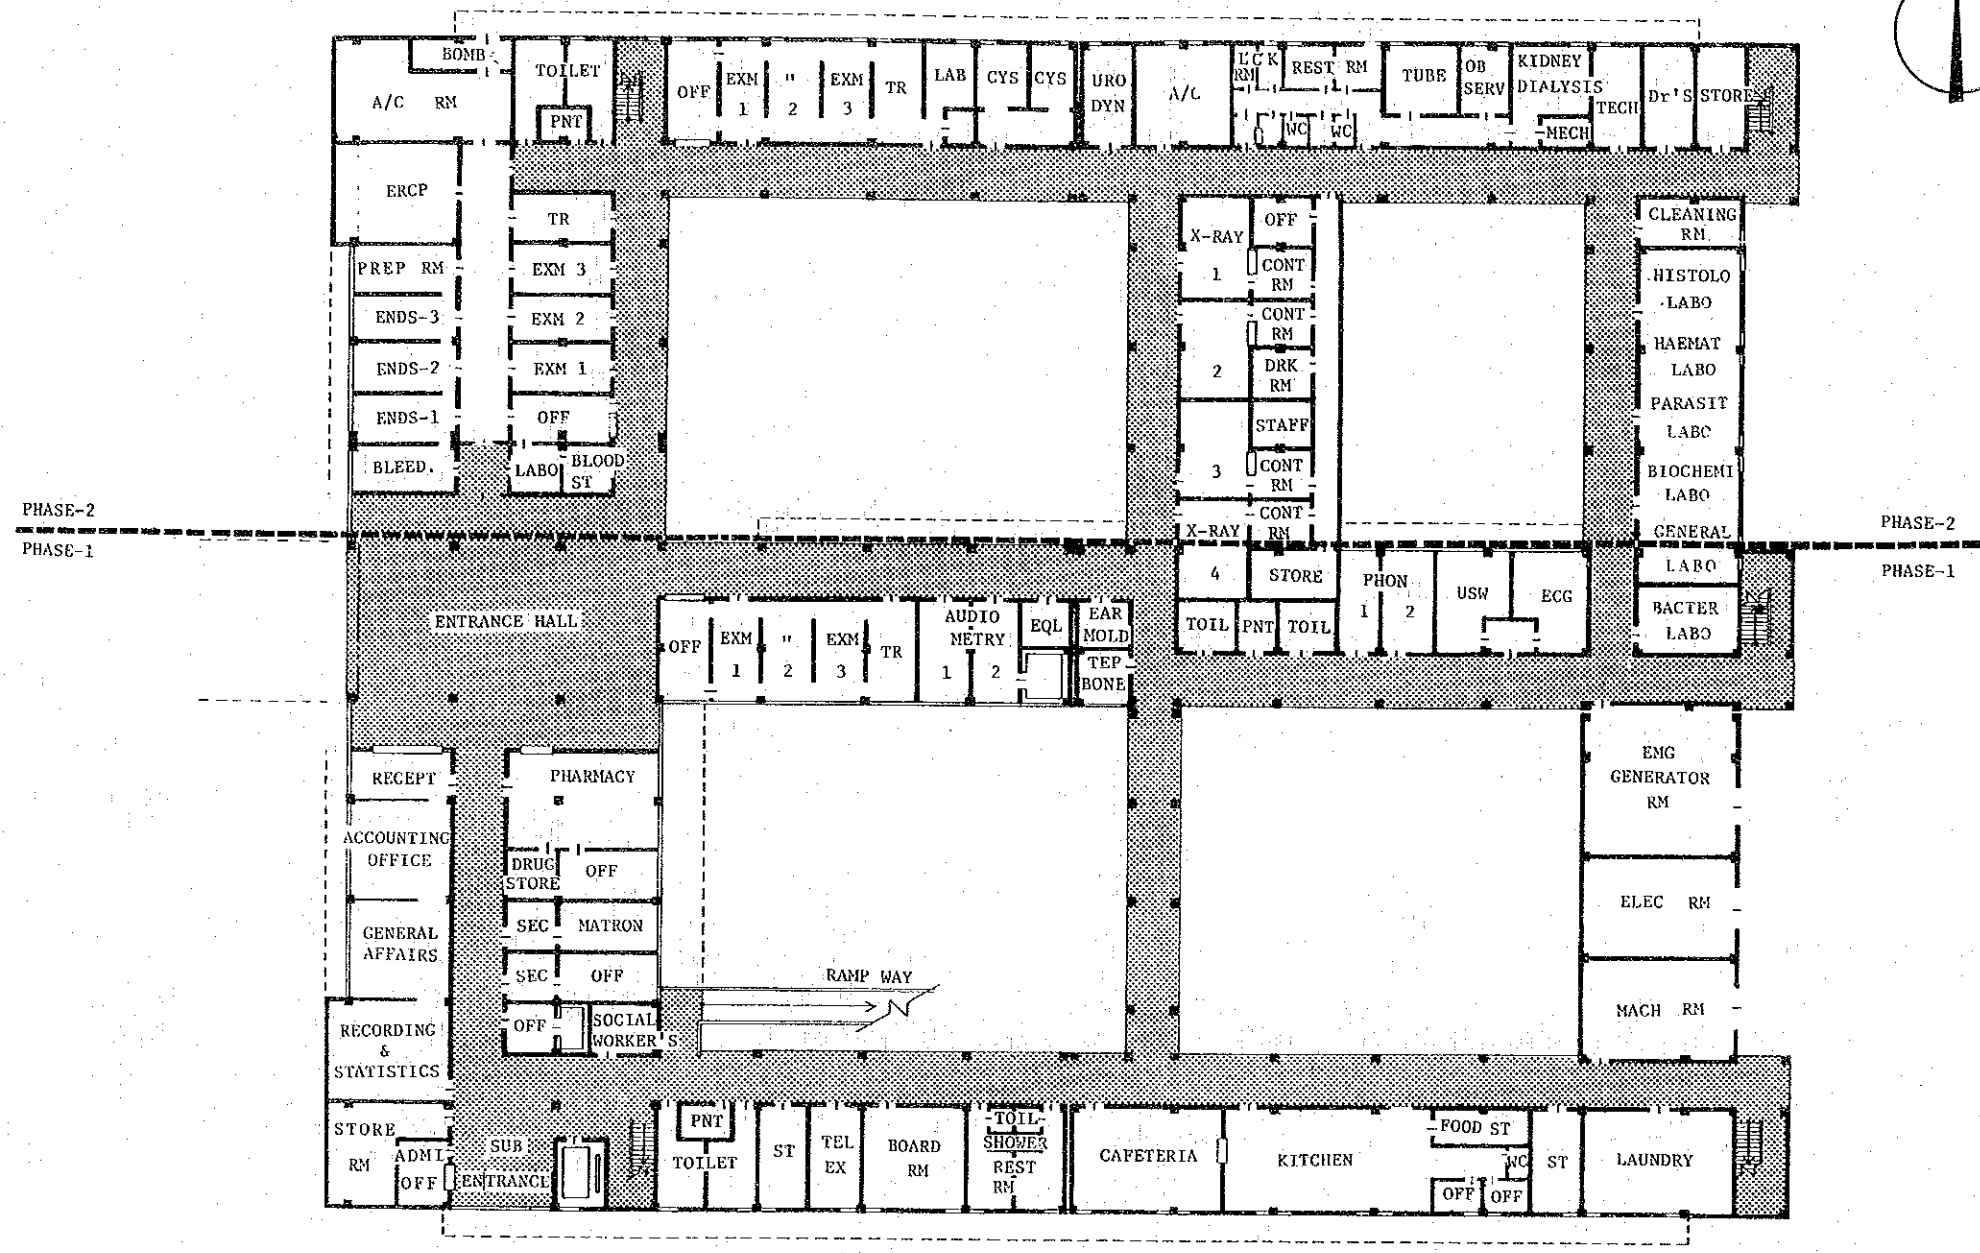 BOMB
A/C RM
TOILET
PNT
DN
OFF
EXM 1
" 2
EXM 3
TR
LAB
CYS
CYS
URO DYN
A/C
LCK RM
REST RM
WC
WC
TUBE
OB SERV
KIDNEY DIALYSIS
MECH
TECH
Dr'S
STORE
ERCP
PREP RM
ENDS-3
ENDS-2
ENDS-1
BLEED.
TR
EXM 3
EXM 2
EXM 1
OFF
LABO
BLOOD ST
X-RAY 1
OFF
CONT RM
2
CONT RM
DRK RM
3
STAFF
CONT RM
X-RAY
CONT RM
CLEANING RM
HISTOLO LABO
HAEMAT LABO
PARASIT LABO
BIOCHEMI LABO
GENERAL
PHASE-2
PHASE-1
PHASE-2
PHASE-1
4
STORE
TOIL
PNT
TOIL
PHON
1 2
USW
ECG
LABO
BACTER LABO
ENTRANCE HALL
OFF
EXM 1
" 2
EXM 3
TR
AUDIO METRY
1 2
EQL
EAR MOLD
TEP BONE
RECEPT
ACCOUNTING OFFICE
GENERAL AFFAIRS
RECORDING & STATISTICS
STORE RM
ADMI OFF
PHARMACY
DRUG STORE
OFF
SEC
MATRON
SEC
OFF
OFF
SOCIAL WORKER'S
RAMP WAY
EMG GENERATOR RM
ELEC RM
MACH RM
SUB ENTRANCE
PNT
TOILET
ST
TEL EX
BOARD RM
TOIL
SHOWER
REST RM
CAFETERIA
KITCHEN
FOOD ST
WC
OFF
OFF
ST
LAUNDRY